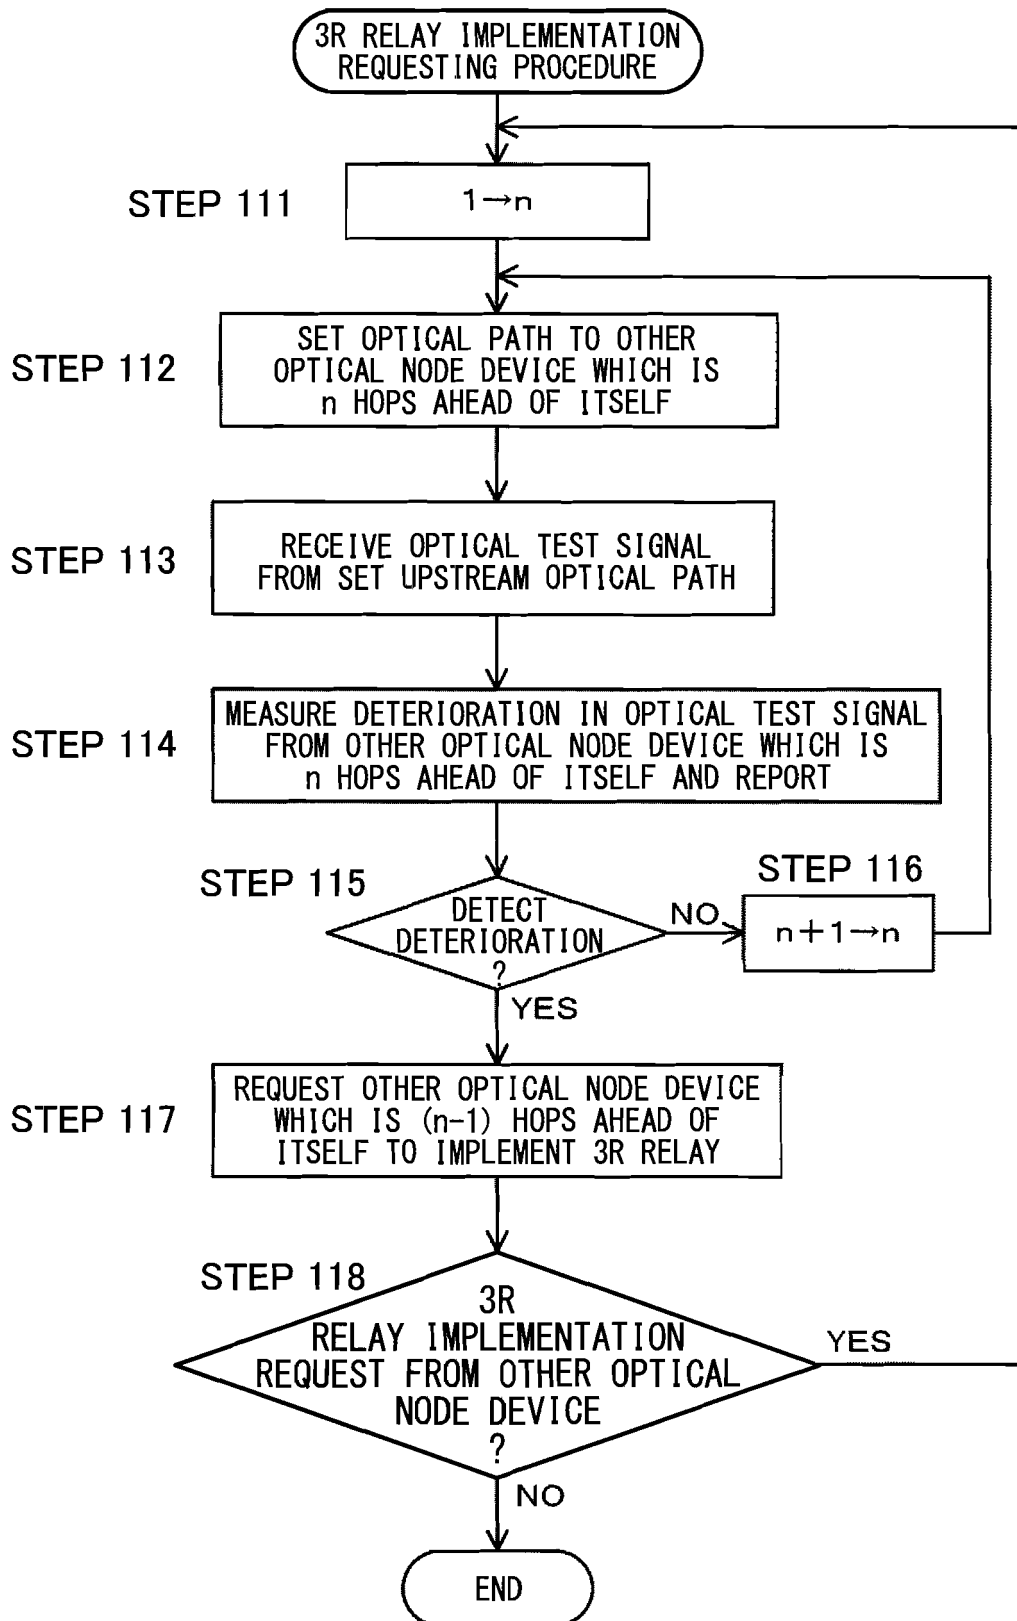 3R RELAY IMPLEMENTATION
REQUESTING PROCEDURE
STEP 111
1→n
STEP 112
SET OPTICAL PATH TO OTHER
OPTICAL NODE DEVICE WHICH IS
n HOPS AHEAD OF ITSELF
STEP 113
RECEIVE OPTICAL TEST SIGNAL
FROM SET UPSTREAM OPTICAL PATH
STEP 114
MEASURE DETERIORATION IN OPTICAL TEST SIGNAL
FROM OTHER OPTICAL NODE DEVICE WHICH IS
n HOPS AHEAD OF ITSELF AND REPORT
STEP 115
DETECT
DETERIORATION
?
NO
STEP 116
n+1→n
YES
STEP 117
REQUEST OTHER OPTICAL NODE DEVICE
WHICH IS (n-1) HOPS AHEAD OF
ITSELF TO IMPLEMENT 3R RELAY
STEP 118
3R
RELAY IMPLEMENTATION
REQUEST FROM OTHER OPTICAL
NODE DEVICE
?
YES
NO
END